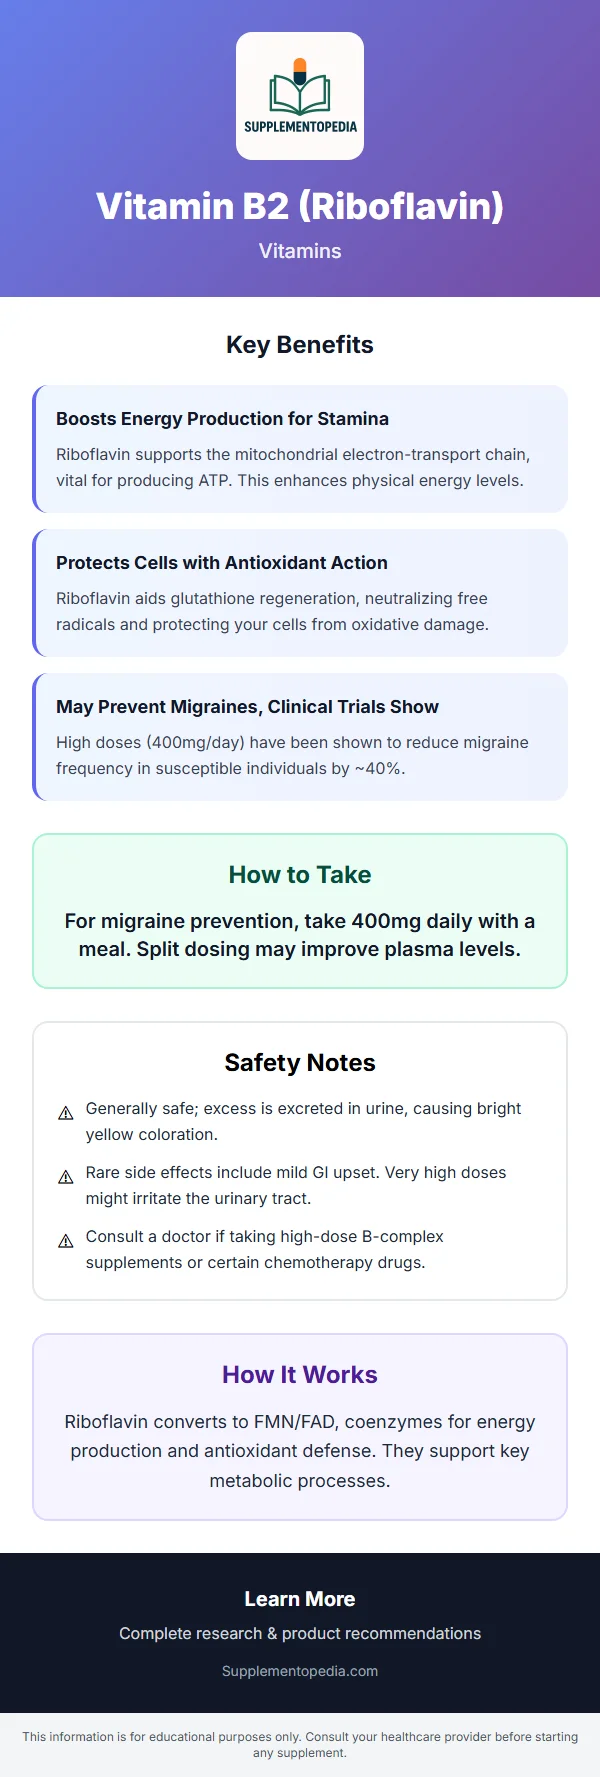 SUPPLEMENTOPEDIA
Vitamin B2 (Riboflavin)
Vitamins
Key Benefits
Boosts Energy Production for Stamina
Riboflavin supports the mitochondrial electron-transport chain,
vital for producing ATP. This enhances physical energy levels.
Protects Cells with Antioxidant Action
Riboflavin aids glutathione regeneration, neutralizing free
radicals and protecting your cells from oxidative damage.
May Prevent Migraines, Clinical Trials Show
High doses (400mg/day) have been shown to reduce migraine
frequency in susceptible individuals by ~40%.
How to Take
For migraine prevention, take 400mg daily with a
meal. Split dosing may improve plasma levels.
Safety Notes
Generally safe; excess is excreted in urine, causing bright
yellow coloration.
Rare side effects include mild GI upset. Very high doses
might irritate the urinary tract.
Consult a doctor if taking high-dose B-complex
supplements or certain chemotherapy drugs.
How It Works
Riboflavin converts to FMN/FAD, coenzymes for energy
production and antioxidant defense. They support key
metabolic processes.
Learn More
Complete research & product recommendations
Supplementopedia.com
This information is for educational purposes only. Consult your healthcare provider before starting
any supplement.